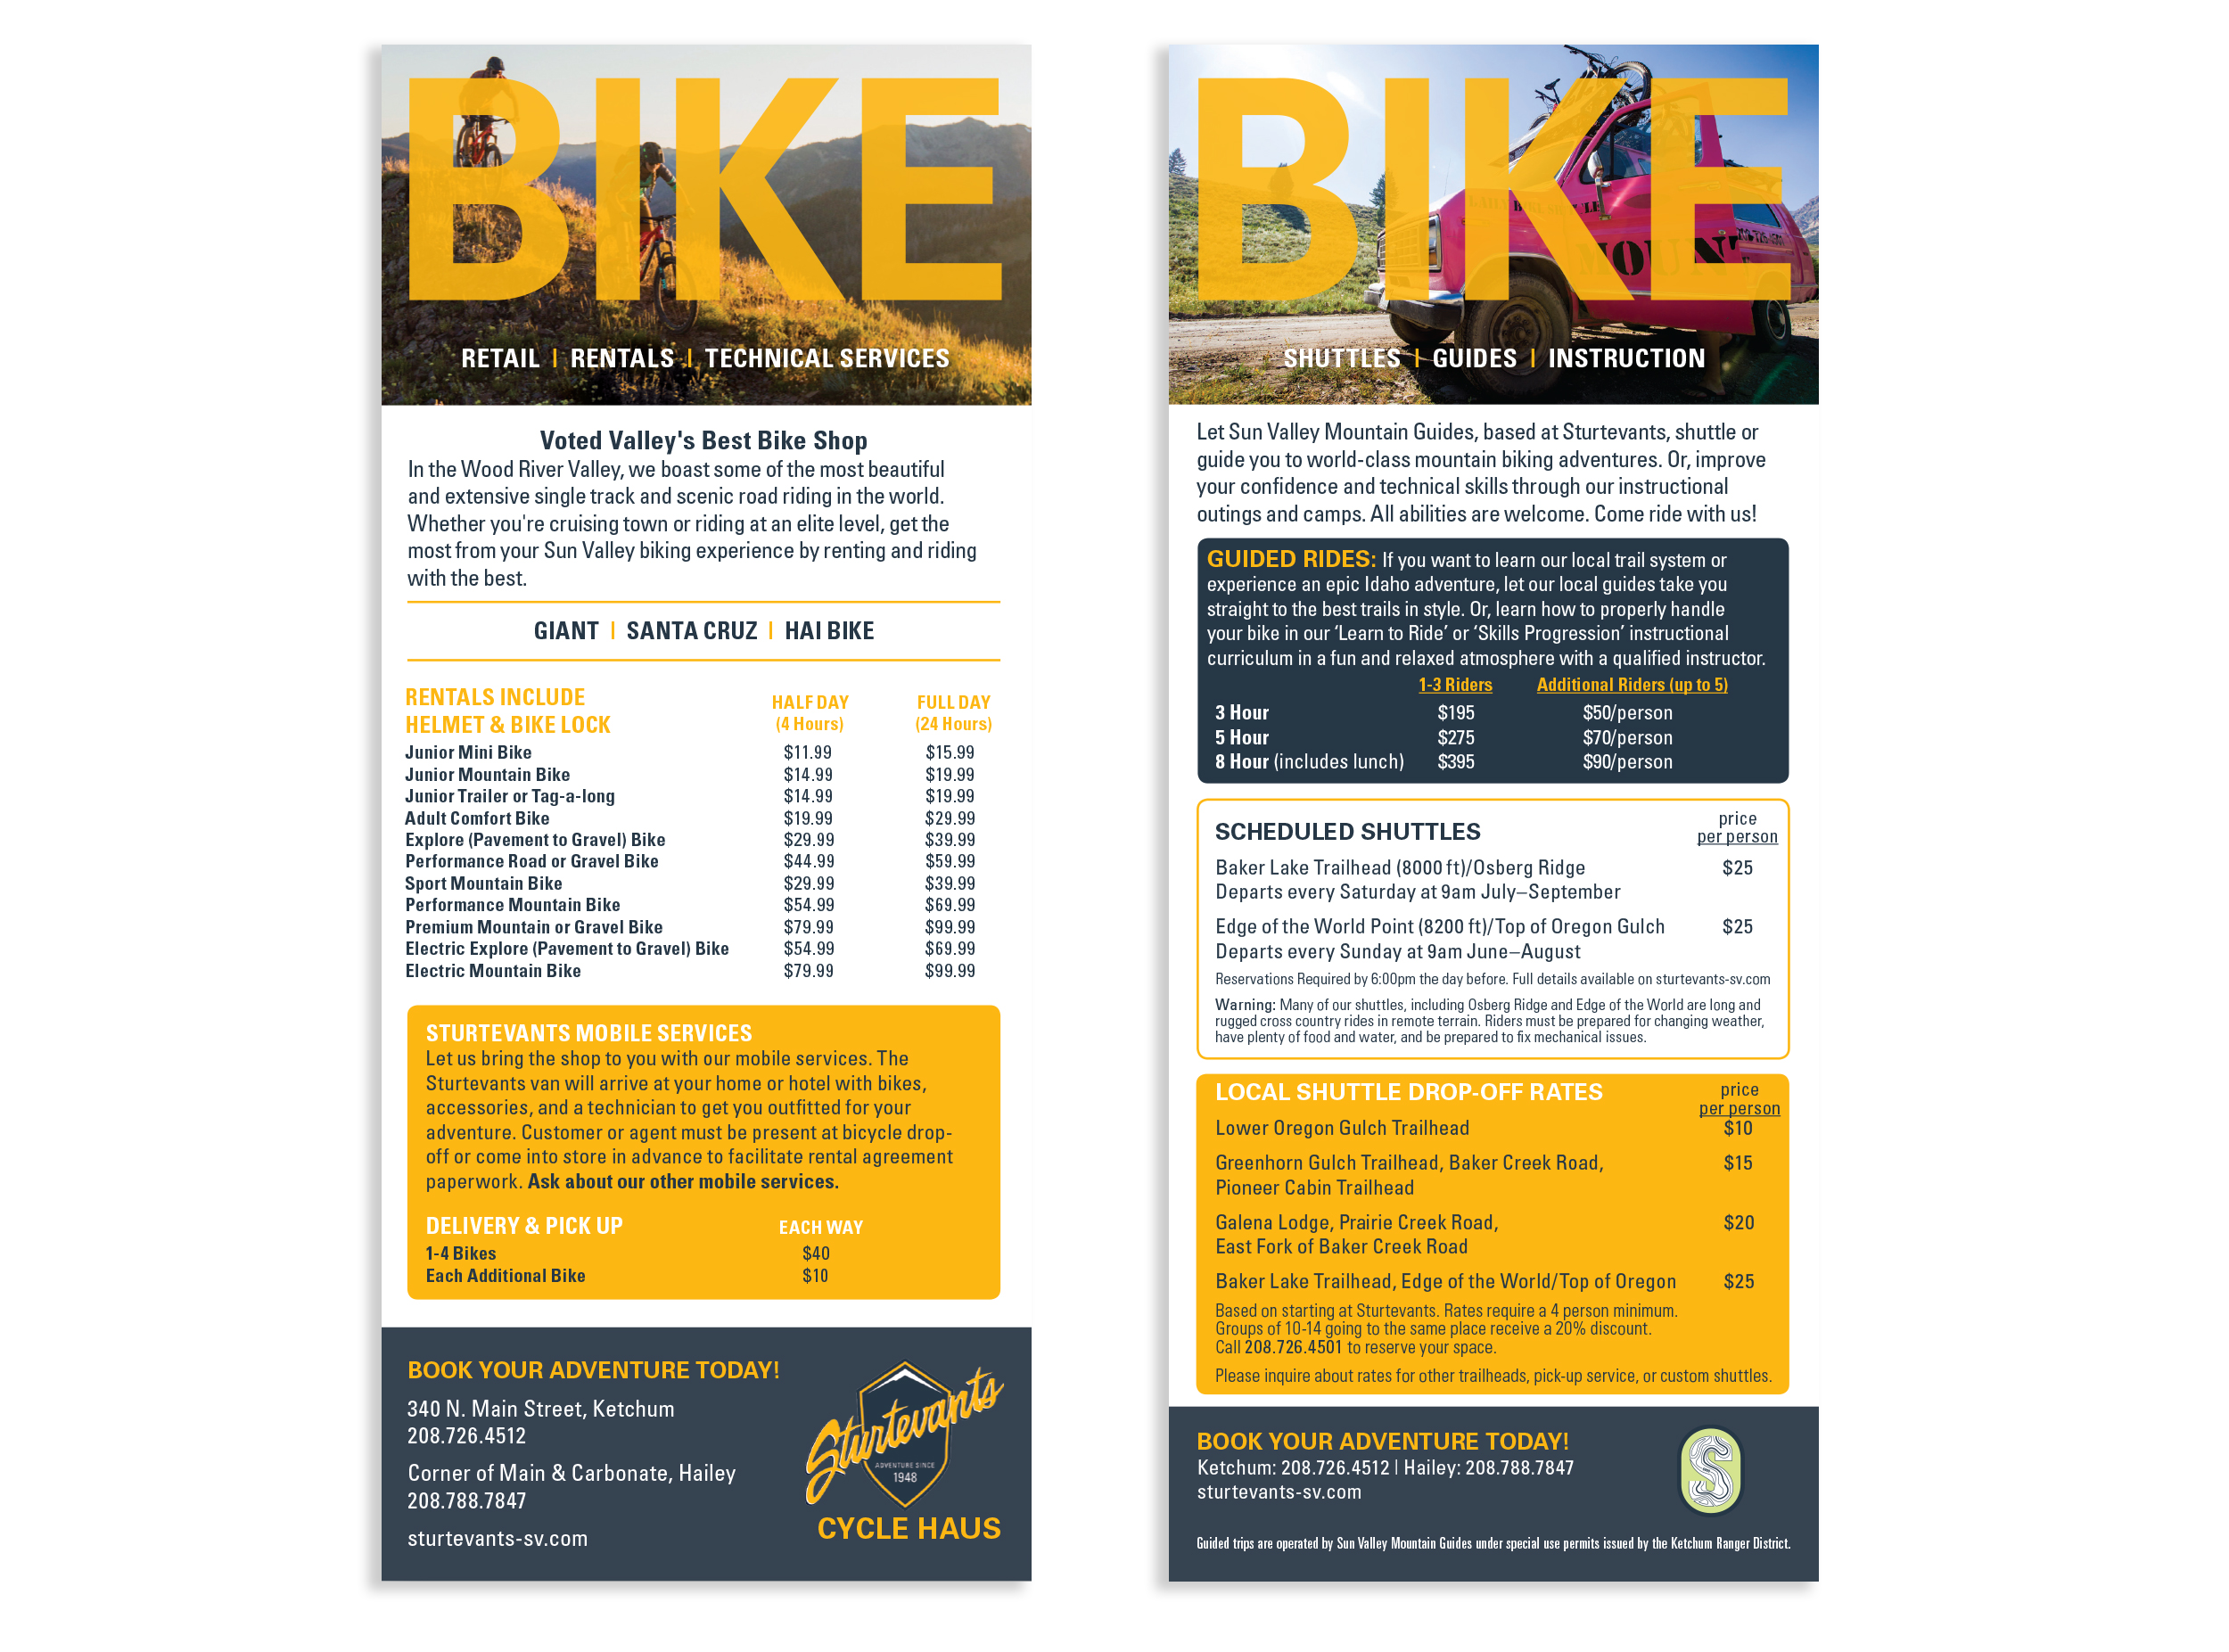 BIKE
RETAIL | RENTALS | TECHNICAL SERVICES
Voted Valley's Best Bike Shop
In the Wood River Valley, we boast some of the most beautiful
and extensive single track and scenic road riding in the world.
Whether you're cruising town or riding at an elite level, get the
most from your Sun Valley biking experience by renting and riding
with the best.
GIANT | SANTA CRUZ | HAI BIKE
RENTALS INCLUDE
HELMET & BIKE LOCK
HALF DAY
(4 Hours)
FULL DAY
(24 Hours)
Junior Mini Bike $11.99 $15.99
Junior Mountain Bike $14.99 $19.99
Junior Trailer or Tag-a-long $14.99 $19.99
Adult Comfort Bike $19.99 $29.99
Explore (Pavement to Gravel) Bike $29.99 $39.99
Performance Road or Gravel Bike $44.99 $59.99
Sport Mountain Bike $29.99 $39.99
Performance Mountain Bike $54.99 $69.99
Premium Mountain or Gravel Bike $79.99 $99.99
Electric Explore (Pavement to Gravel) Bike $54.99 $69.99
Electric Mountain Bike $79.99 $99.99
STURTEVANTS MOBILE SERVICES
Let us bring the shop to you with our mobile services. The
Sturtevants van will arrive at your home or hotel with bikes,
accessories, and a technician to get you outfitted for your
adventure. Customer or agent must be present at bicycle drop-
off or come into store in advance to facilitate rental agreement
paperwork. Ask about our other mobile services.
DELIVERY & PICK UP EACH WAY
1-4 Bikes $40
Each Additional Bike $10
BOOK YOUR ADVENTURE TODAY!
340 N. Main Street, Ketchum
208.726.4512
Corner of Main & Carbonate, Hailey
208.788.7847
sturtevants-sv.com
Sturtevants
ADVENTURE SINCE
1948
CYCLE HAUS
BIKE
MOUN
SHUTTLES | GUIDES | INSTRUCTION
Let Sun Valley Mountain Guides, based at Sturtevants, shuttle or
guide you to world-class mountain biking adventures. Or, improve
your confidence and technical skills through our instructional
outings and camps. All abilities are welcome. Come ride with us!
GUIDED RIDES: If you want to learn our local trail system or
experience an epic Idaho adventure, let our local guides take you
straight to the best trails in style. Or, learn how to properly handle
your bike in our ‘Learn to Ride’ or ‘Skills Progression’ instructional
curriculum in a fun and relaxed atmosphere with a qualified instructor.
1-3 Riders Additional Riders (up to 5)
3 Hour $195 $50/person
5 Hour $275 $70/person
8 Hour (includes lunch) $395 $90/person
SCHEDULED SHUTTLES
price
per person
Baker Lake Trailhead (8000 ft)/Osberg Ridge $25
Departs every Saturday at 9am July–September
Edge of the World Point (8200 ft)/Top of Oregon Gulch $25
Departs every Sunday at 9am June–August
Reservations Required by 6:00pm the day before. Full details available on sturtevants-sv.com
Warning: Many of our shuttles, including Osberg Ridge and Edge of the World are long and
rugged cross country rides in remote terrain. Riders must be prepared for changing weather,
have plenty of food and water, and be prepared to fix mechanical issues.
LOCAL SHUTTLE DROP-OFF RATES
price
per person
Lower Oregon Gulch Trailhead $10
Greenhorn Gulch Trailhead, Baker Creek Road, $15
Pioneer Cabin Trailhead
Galena Lodge, Prairie Creek Road, $20
East Fork of Baker Creek Road
Baker Lake Trailhead, Edge of the World/Top of Oregon $25
Based on starting at Sturtevants. Rates require a 4 person minimum.
Groups of 10-14 going to the same place receive a 20% discount.
Call 208.726.4501 to reserve your space.
Please inquire about rates for other trailheads, pick-up service, or custom shuttles.
BOOK YOUR ADVENTURE TODAY!
Ketchum: 208.726.4512 | Hailey: 208.788.7847
sturtevants-sv.com
S
Guided trips are operated by Sun Valley Mountain Guides under special use permits issued by the Ketchum Ranger District.